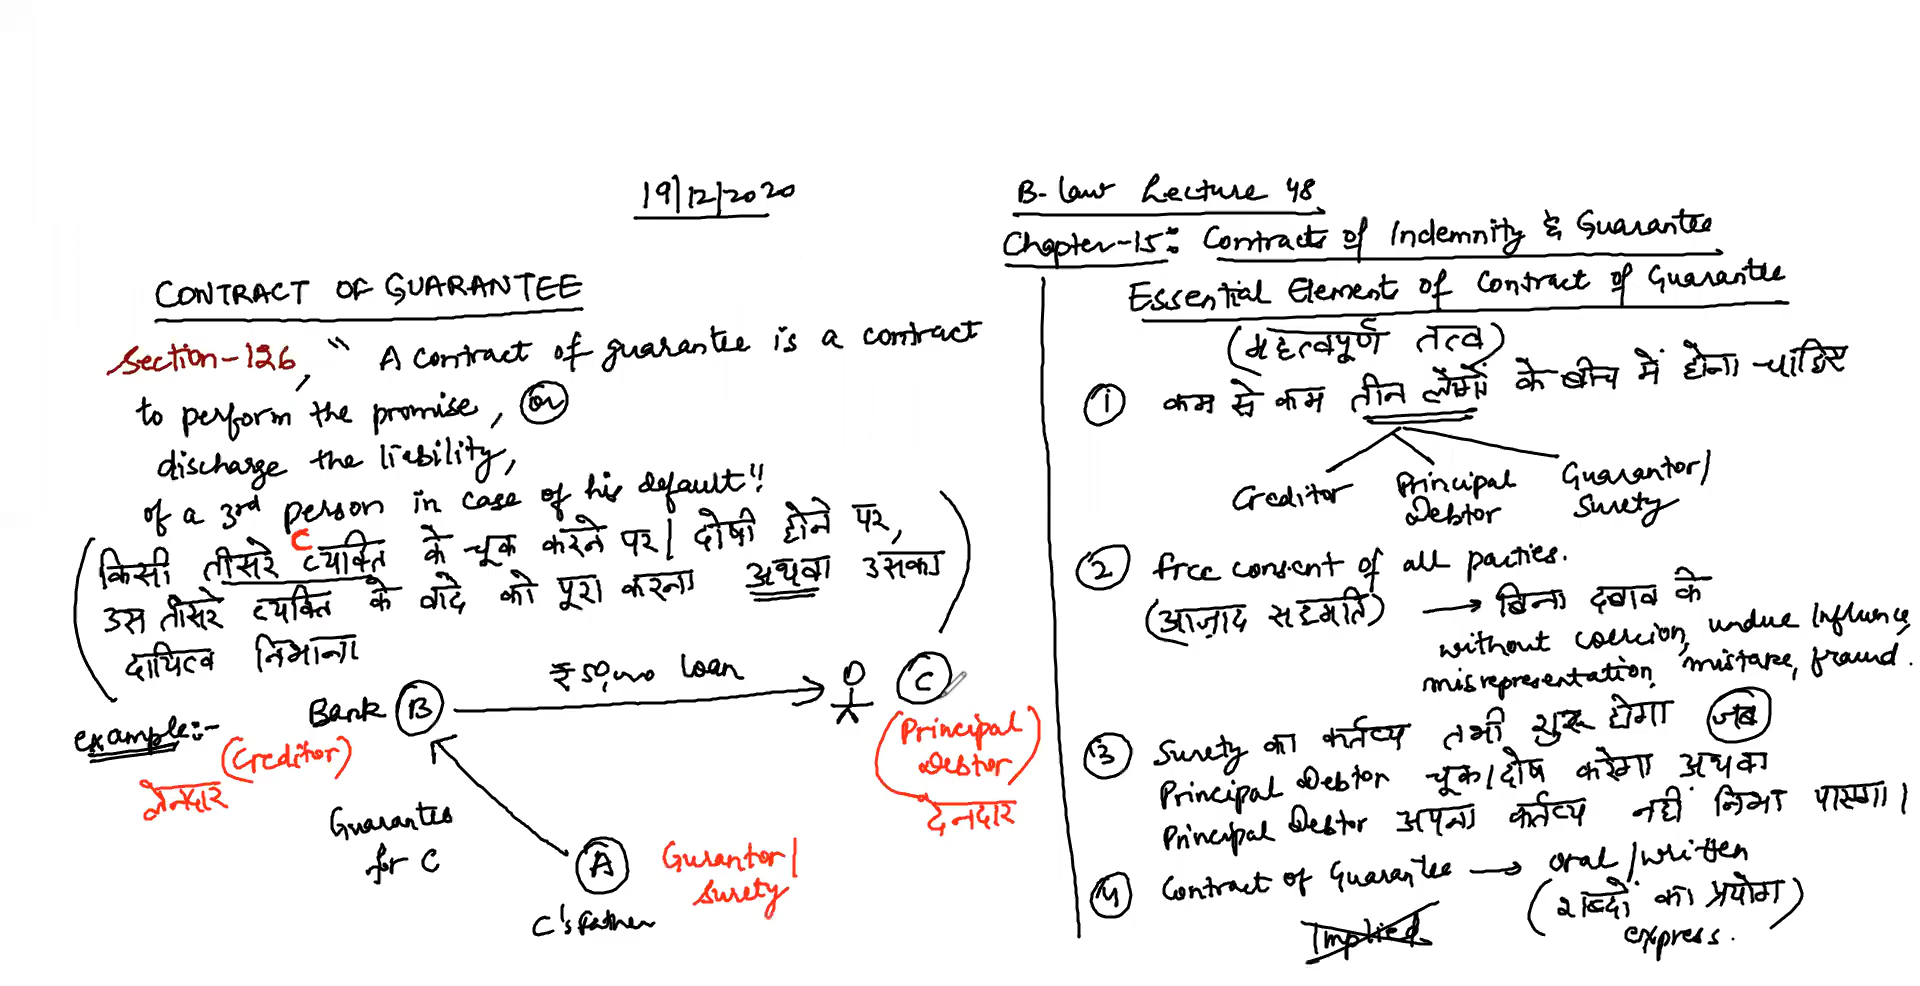 19/12/2020
B-law Lecture 48
Chapter-15: Contracts of Indemnity & Guarantee
CONTRACT OF GUARANTEE
Section-126, " A contract of guarantee is a contract
to perform the promise, or
discharge the liability,
of a 3rd person in case of his default"
C
(किसी तीसरे व्यक्ति के चूक करने पर / दोषी होने पर,
उस तीसरे व्यक्ति के वादे को पूरा करना अथवा उसका
दायित्व निभाना)
example:-
Bank B
₹50,000 Loan
C
(Creditor)
लेनदार
(Principal
Debtor)
देनदार
Guarantee
for C
A
Gurantor/
Surety
C's father
Essential Element of Contract of Guarantee
(महत्वपूर्ण तत्व)
1 कम से कम तीन लोगों के बीच में होना चाहिए
Creditor
Principal
Debtor
Guarantor/
Surety
2 free consent of all parties.
(आज़ाद सहमति) → बिना दबाव के
without coercion, undue Influence,
misrepresentation, mistake, fraud.
3 Surety का कर्तव्य तभी शुरू होगा जब
Principal Debtor चूक/दोष करेगा अथवा
Principal Debtor अपना कर्तव्य नहीं निभा पाएगा।
4 Contract of Guarantee → oral/written
(शब्दों का प्रयोग)
express.
Implied